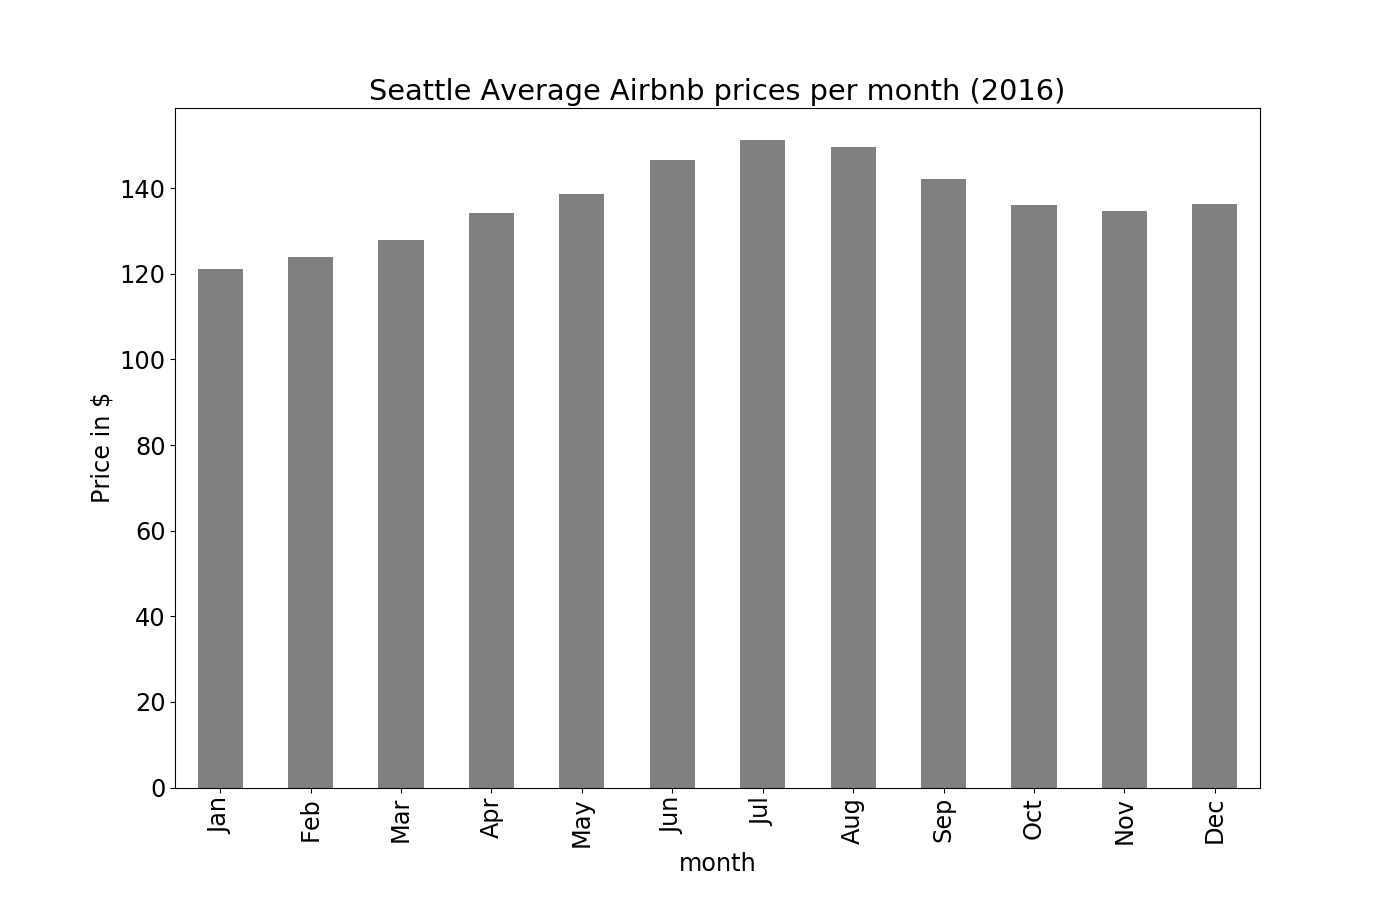 Seattle Average Airbnb prices per month (2016)
Price in $
140
120
100
80
60
40
20
0
Jan Feb Mar Apr May Jun Jul Aug Sep Oct Nov Dec
month